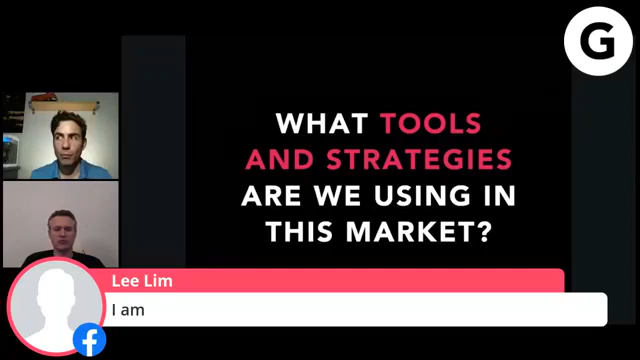 G
WHAT TOOLS
AND STRATEGIES
ARE WE USING IN
THIS MARKET?
Lee Lim
I am
f